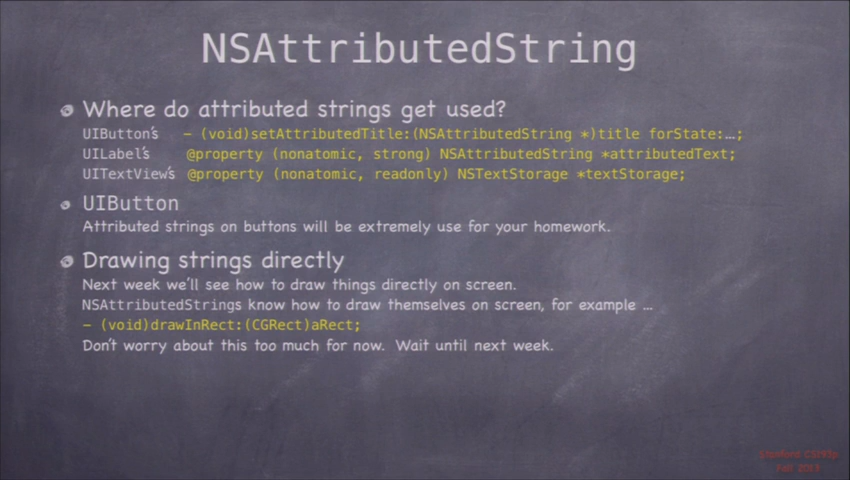 NSAttributedString
Where do attributed strings get used?
UIButton's - (void)setAttributedTitle:(NSAttributedString *)title forState:…;
UILabel's @property (nonatomic, strong) NSAttributedString *attributedText;
UITextView's @property (nonatomic, readonly) NSTextStorage *textStorage;
UIButton
Attributed strings on buttons will be extremely use for your homework.
Drawing strings directly
Next week we'll see how to draw things directly on screen.
NSAttributedStrings know how to draw themselves on screen, for example …
- (void)drawInRect:(CGRect)aRect;
Don't worry about this too much for now. Wait until next week.
Stanford CS193p
Fall 2013